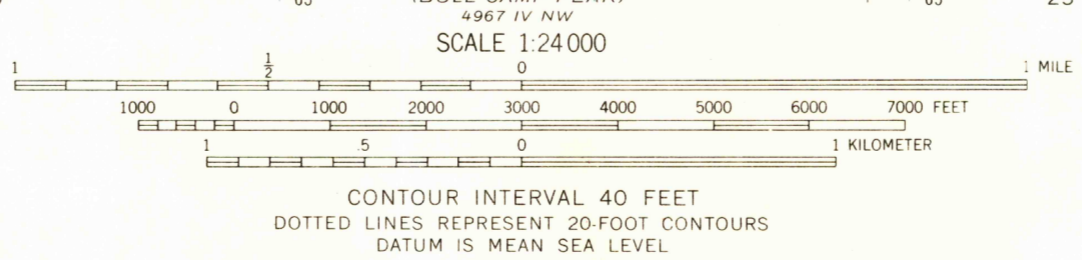 4967 IV NW
SCALE 1:24 000
1 1/2 0 1 MILE
1000 0 1000 2000 3000 4000 5000 6000 7000 FEET
1 .5 0 1 KILOMETER
CONTOUR INTERVAL 40 FEET
DOTTED LINES REPRESENT 20-FOOT CONTOURS
DATUM IS MEAN SEA LEVEL